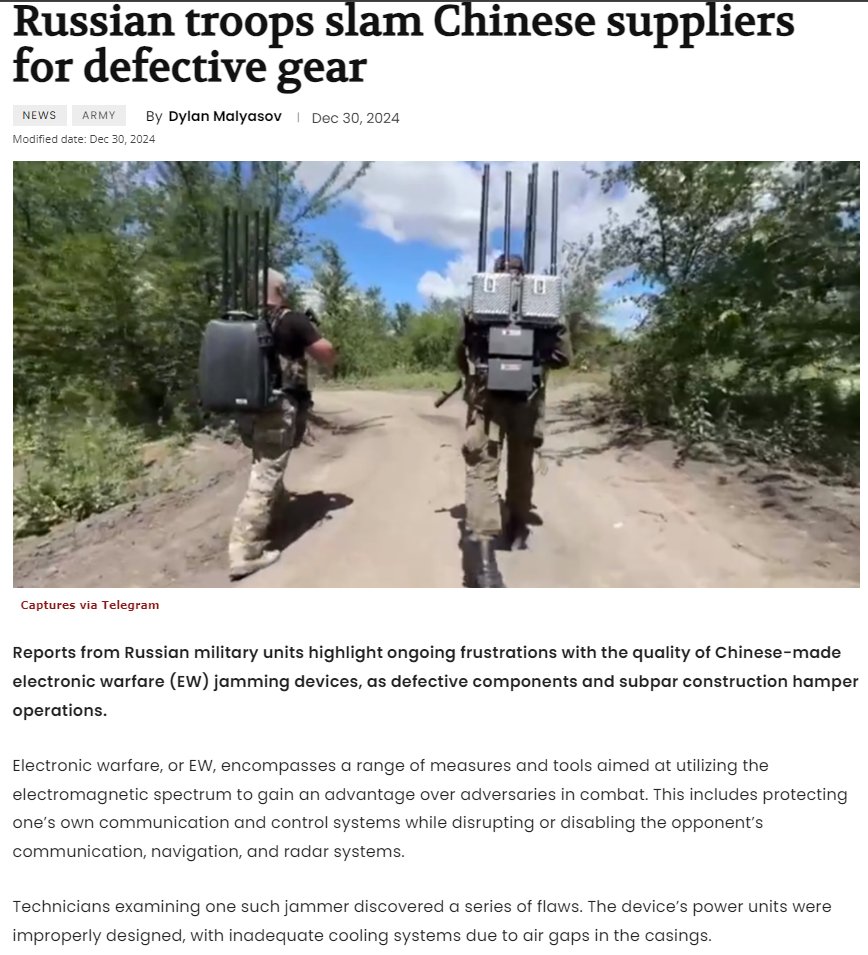 Russian troops slam Chinese suppliers
for defective gear
NEWS ARMY By Dylan Malyasov | Dec 30, 2024
Modified date: Dec 30, 2024
Captures via Telegram
Reports from Russian military units highlight ongoing frustrations with the quality of Chinese-made
electronic warfare (EW) jamming devices, as defective components and subpar construction hamper
operations.
Electronic warfare, or EW, encompasses a range of measures and tools aimed at utilizing the
electromagnetic spectrum to gain an advantage over adversaries in combat. This includes protecting
one’s own communication and control systems while disrupting or disabling the opponent’s
communication, navigation, and radar systems.
Technicians examining one such jammer discovered a series of flaws. The device’s power units were
improperly designed, with inadequate cooling systems due to air gaps in the casings.